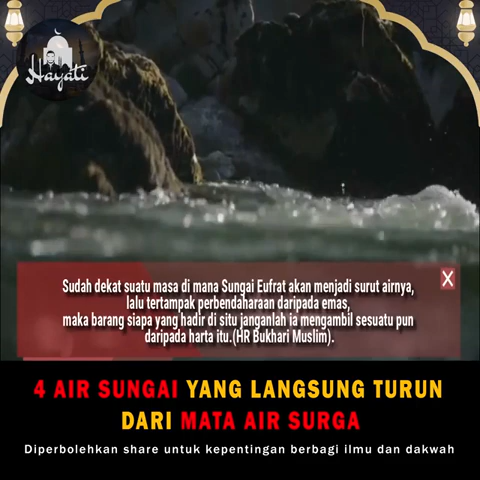 Hayati
Sudah dekat suatu masa di mana Sungai Eufrat akan menjadi surut airnya,
lalu tertampak perbendaharaan daripada emas,
maka barang siapa yang hadir di situ janganlah ia mengambil sesuatu pun
daripada harta itu.(HR Bukhari Muslim).
X
4 AIR SUNGAI YANG LANGSUNG TURUN
DARI MATA AIR SURGA
Diperbolehkan share untuk kepentingan berbagi ilmu dan dakwah